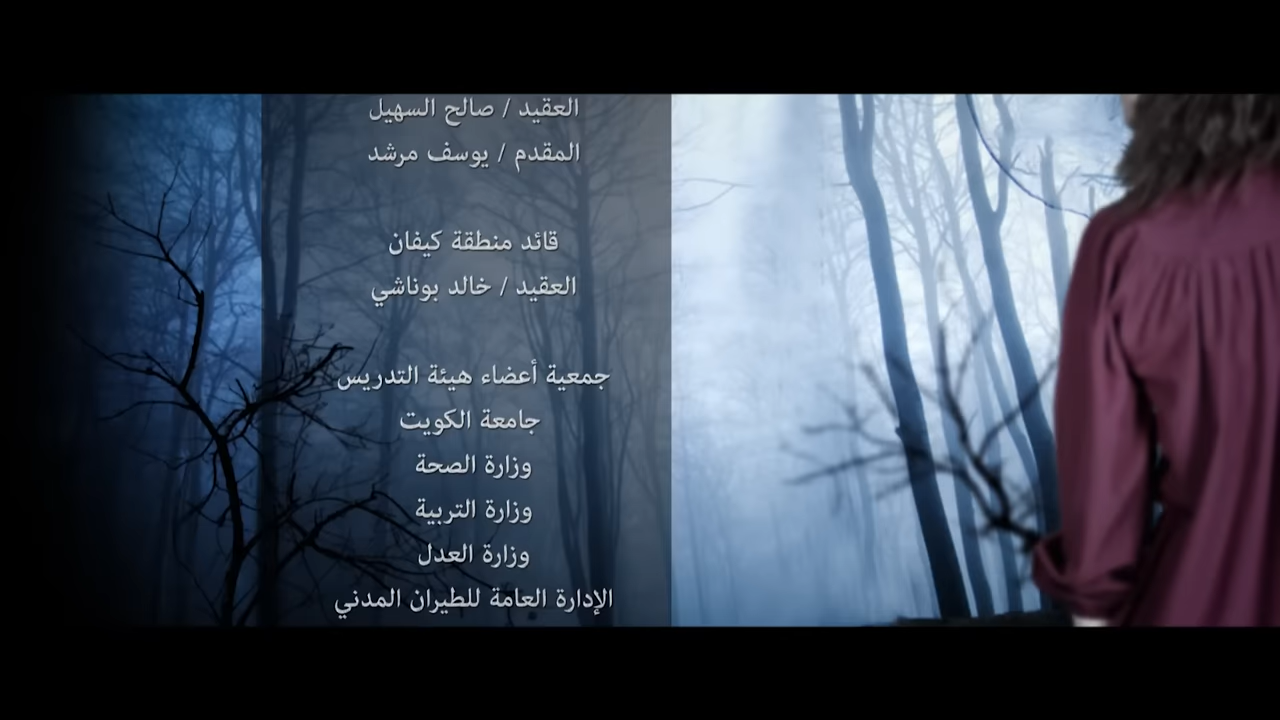 العقيد / صالح السهيل
المقدم / يوسف مرشد
قائد منطقة كيفان
العقيد / خالد بوناشي
جمعية أعضاء هيئة التدريس
جامعة الكويت
وزارة الصحة
وزارة التربية
وزارة العدل
الإدارة العامة للطيران المدني